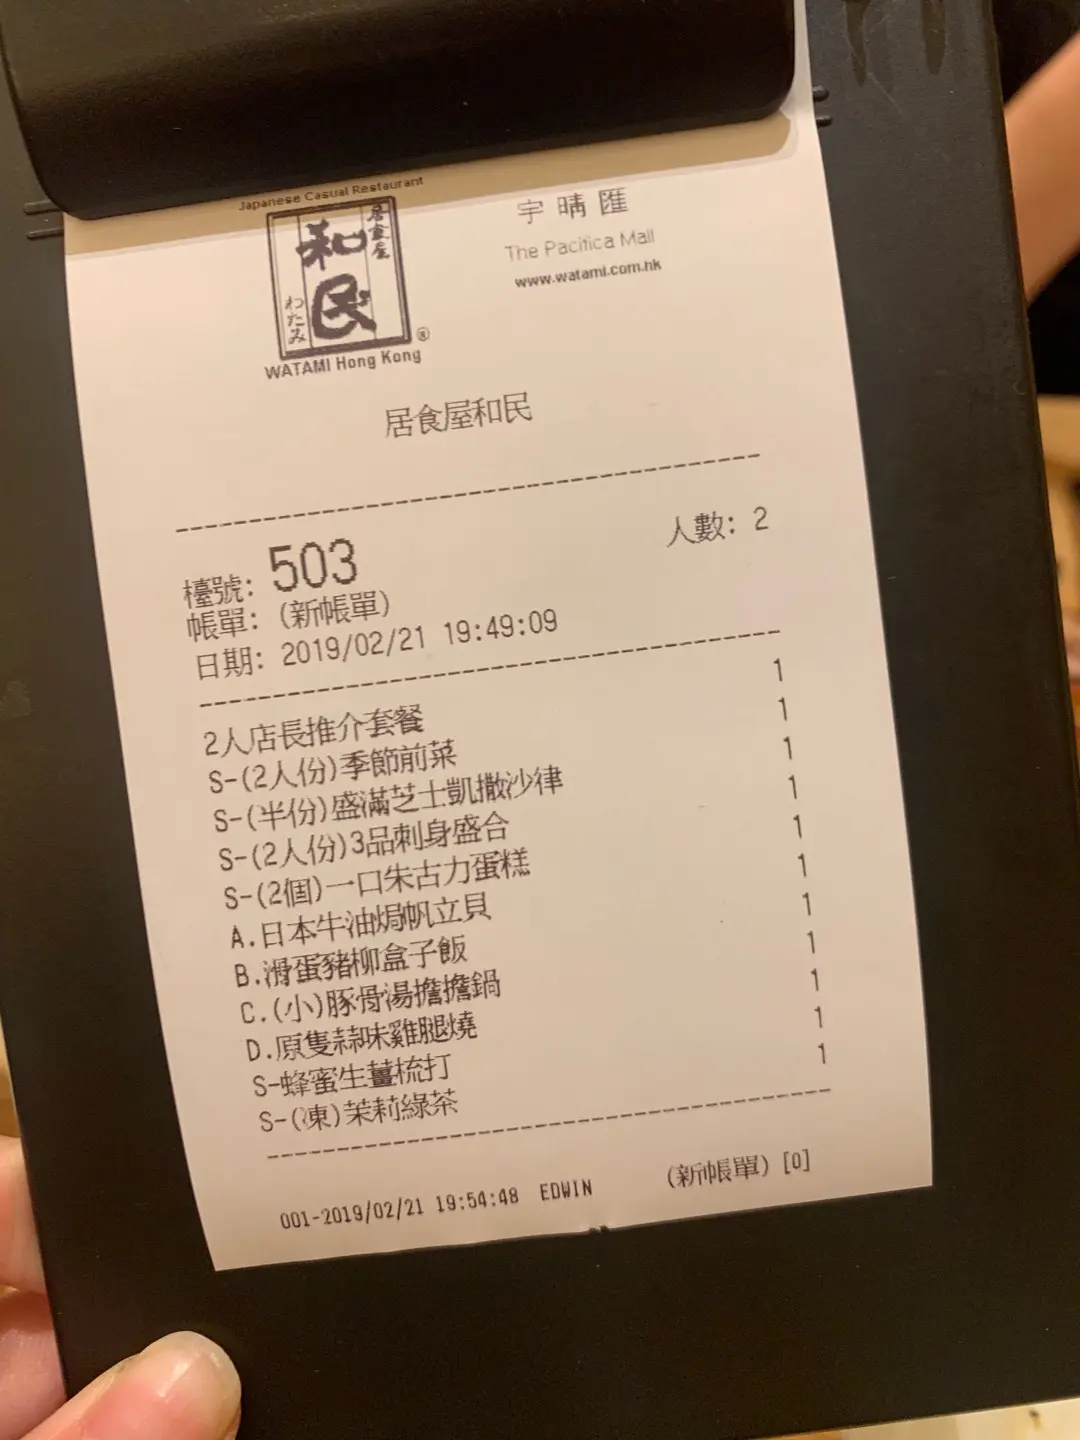 Japanese Casual Restaurant
居食屋
和民
わたみ
®
WATAMI Hong Kong
宇晴匯
The Pacifica Mall
www.watami.com.hk
居食屋和民
檯號: 503 人數: 2
帳單: (新帳單)
日期: 2019/02/21 19:49:09
2人店長推介套餐 1
S-(2人份)季節前菜 1
S-(半份)盛滿芝士凱撒沙律 1
S-(2人份)3品刺身盛合 1
S-(2個)一口朱古力蛋糕 1
A.日本牛油焗帆立貝 1
B.滑蛋豬柳盒子飯 1
C.(小)豚骨湯擔擔鍋 1
D.原隻蒜味雞腿燒 1
S-蜂蜜生薑梳打 1
S-(凍)茉莉綠茶 1
001-2019/02/21 19:54:48 EDWIN (新帳單)[0]